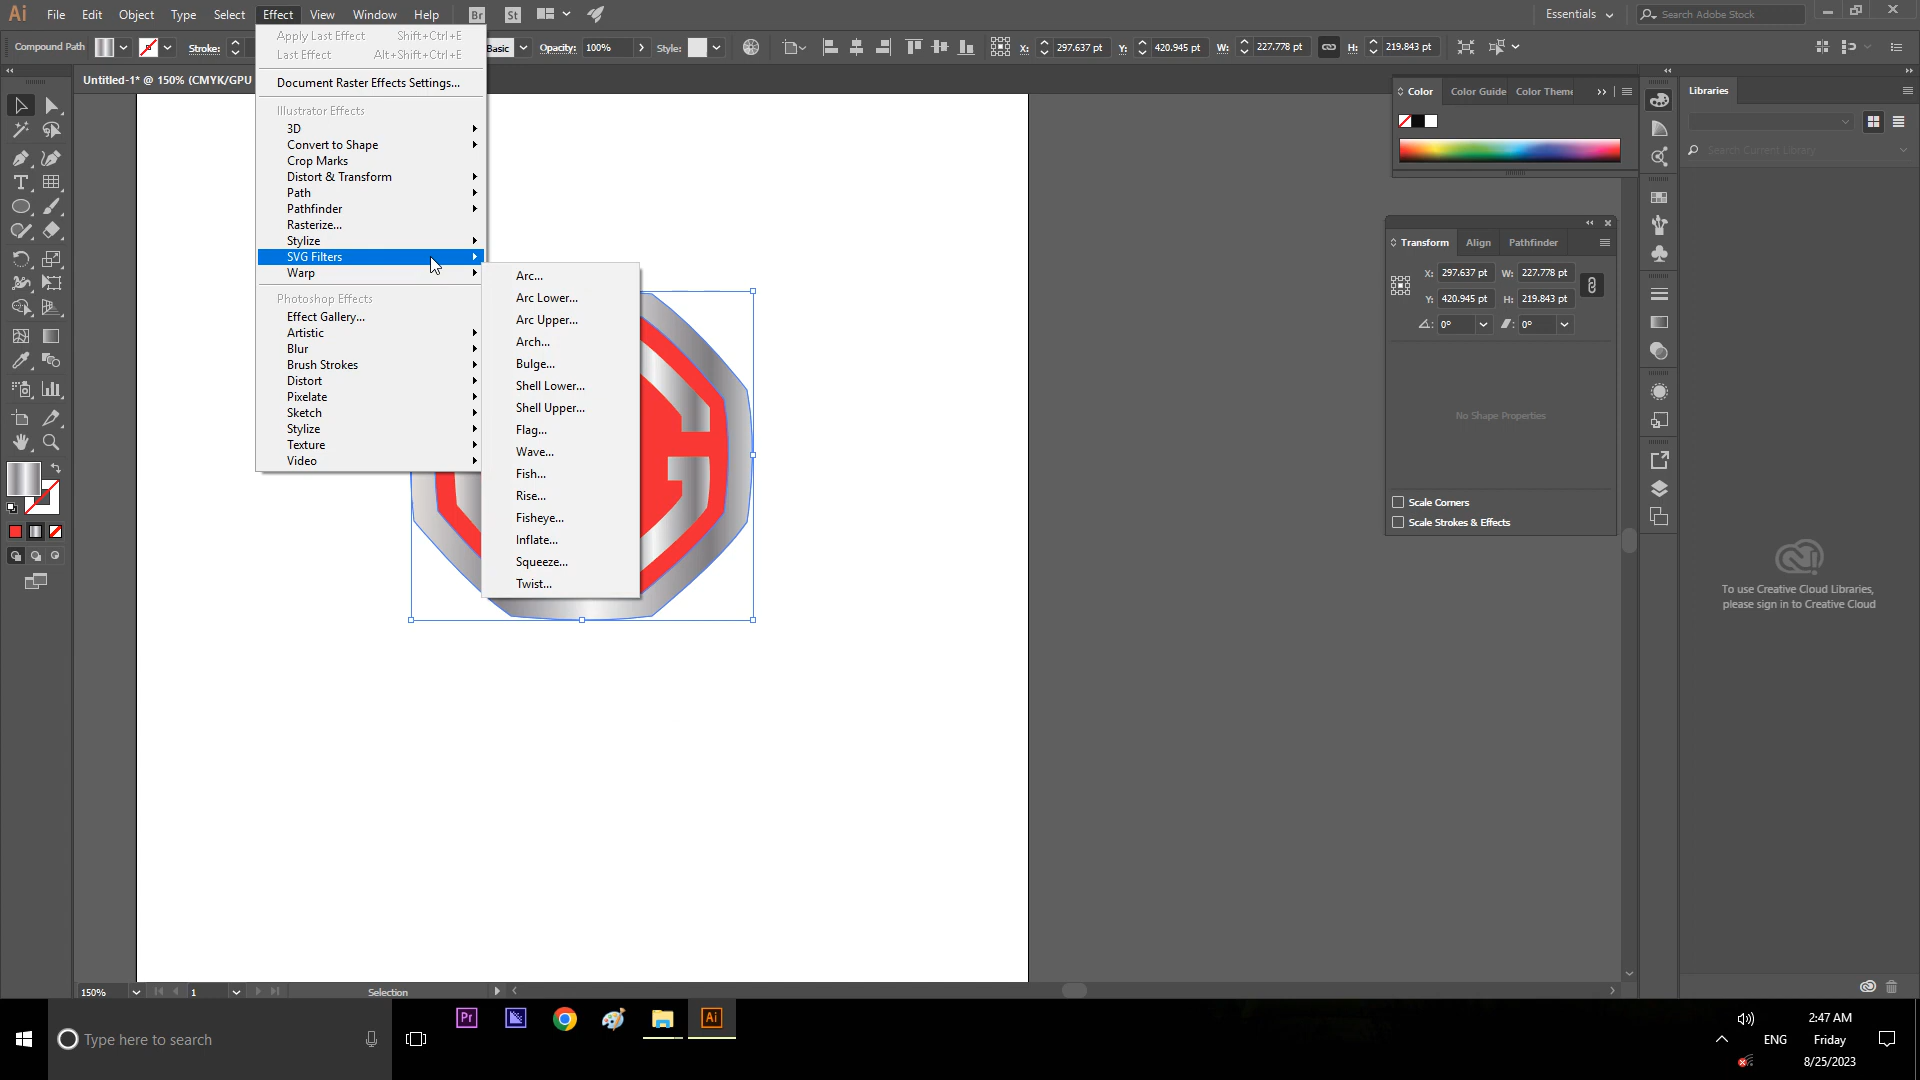 Ai File Edit Object Type Select Effect View Window Help Br St Essentials Search Adobe Stock
Compound Path Stroke: Basic Opacity: 100% Style: X: 297.637 pt Y: 420.945 pt W: 227.778 pt H: 219.843 pt
Untitled-1* @ 150% (CMYK/GPU
Apply Last Effect Shift+Ctrl+E
Last Effect Alt+Shift+Ctrl+E
Document Raster Effects Settings...
Illustrator Effects
3D
Convert to Shape
Crop Marks
Distort & Transform
Path
Pathfinder
Rasterize...
Stylize
SVG Filters
Warp
Photoshop Effects
Effect Gallery...
Artistic
Blur
Brush Strokes
Distort
Pixelate
Sketch
Stylize
Texture
Video
Arc...
Arc Lower...
Arc Upper...
Arch...
Bulge...
Shell Lower...
Shell Upper...
Flag...
Wave...
Fish...
Rise...
Fisheye...
Inflate...
Squeeze...
Twist...
Color Color Guide Color Theme
Transform Align Pathfinder
X: 297.637 pt W: 227.778 pt
Y: 420.945 pt H: 219.843 pt
0° 0°
No Shape Properties
Scale Corners
Scale Strokes & Effects
Libraries
Search Current Library
To use Creative Cloud Libraries,
please sign in to Creative Cloud
150% 1 Selection
Type here to search
Pr Ai
ENG
2:47 AM
Friday
8/25/2023